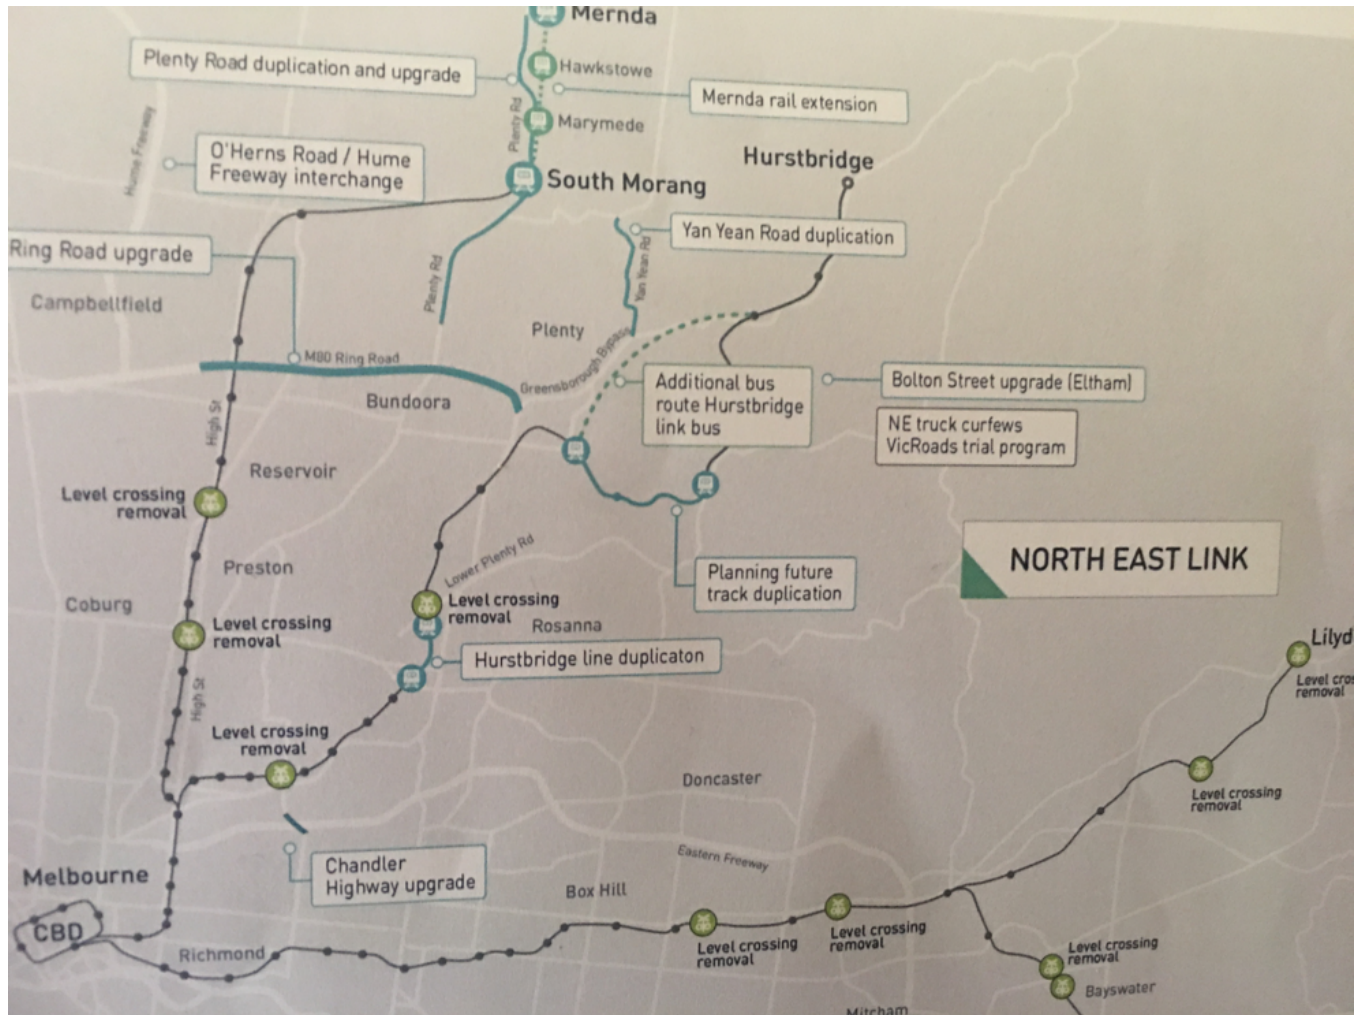 Mernda
Plenty Road duplication and upgrade
Hawkstowe
Mernda rail extension
Plenty Rd
Marymede
Hume Freeway
O'Herns Road / Hume
Freeway interchange
Hurstbridge
South Morang
Yan Yean Road duplication
Ring Road upgrade
Plenty Rd
Yan Yean Rd
Campbellfield
Plenty
M80 Ring Road
Greensborough Bypass
Additional bus
route Hurstbridge
link bus
Bolton Street upgrade (Eltham)
Bundoora
NE truck curfews
VicRoads trial program
High St
Reservoir
Level crossing
removal
NORTH EAST LINK
Lower Plenty Rd
Preston
Planning future
track duplication
Coburg
Level crossing
removal
Level crossing
removal
Rosanna
Hurstbridge line duplicaton
Lilyd
Level cros
removal
High St
Level crossing
removal
Doncaster
Level crossing
removal
Chandler
Highway upgrade
Eastern Freeway
Melbourne
Box Hill
CBD
Richmond
Level crossing
removal
Level crossing
removal
Level crossing
removal
Bayswater
Mitcham